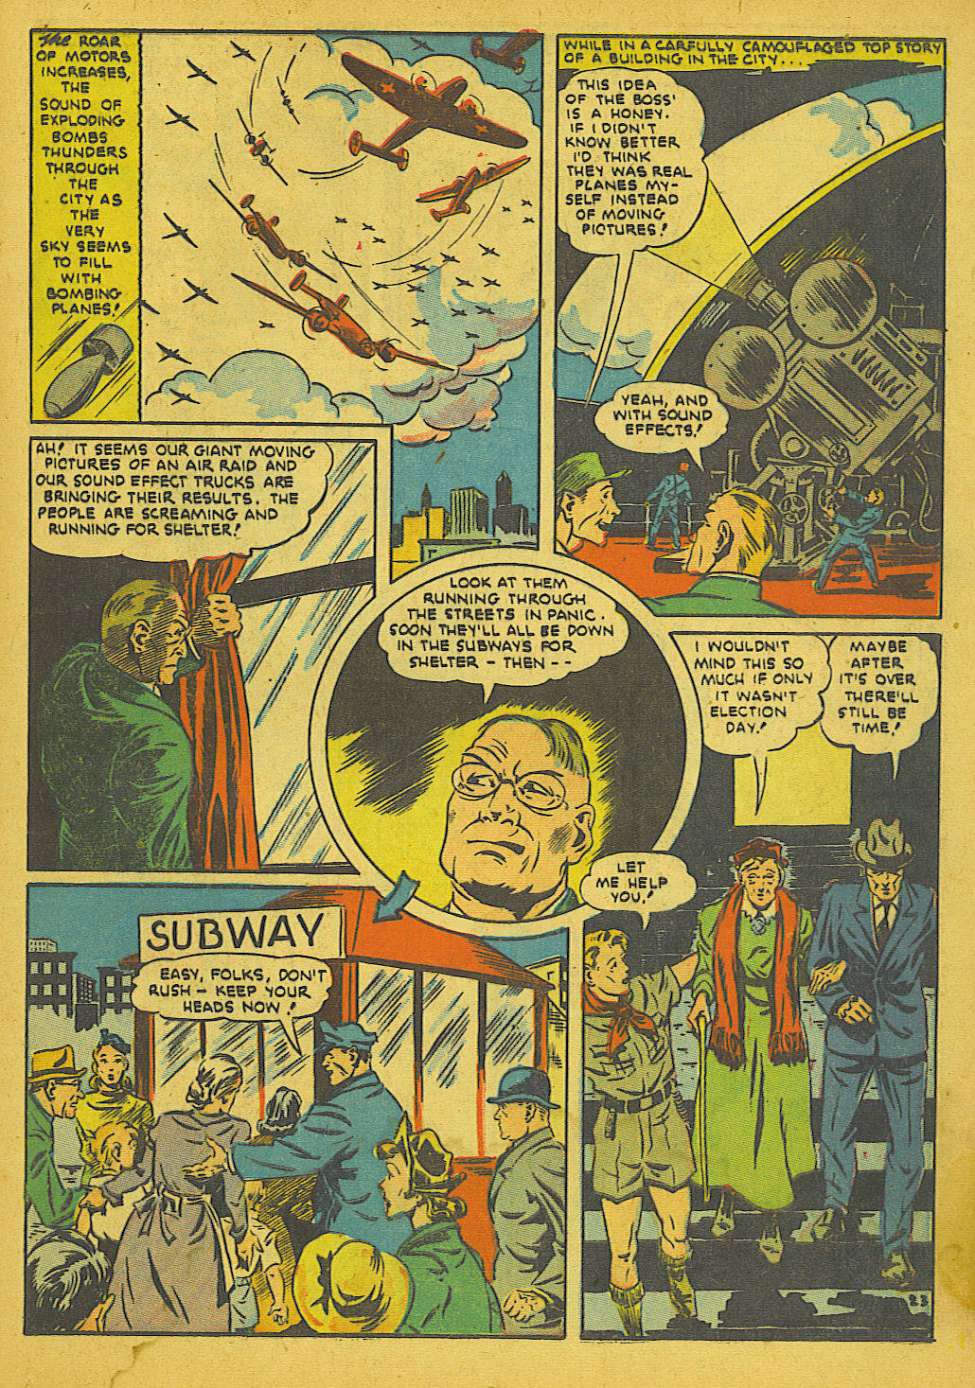 The ROAR
OF MOTORS
INCREASES,
THE
SOUND OF
EXPLODING
BOMBS
THUNDERS
THROUGH
THE
CITY AS
THE
VERY
SKY SEEMS
TO FILL
WITH
BOMBING
PLANES!
WHILE IN A CARFULLY CAMOUFLAGED TOP STORY
OF A BUILDING IN THE CITY...
THIS IDEA
OF THE BOSS'
IS A HONEY.
IF I DIDN'T
KNOW BETTER
I'D THINK
THEY WAS REAL
PLANES MY-
SELF INSTEAD
OF MOVING
PICTURES!
YEAH, AND
WITH SOUND
EFFECTS!
AH! IT SEEMS OUR GIANT MOVING
PICTURES OF AN AIR RAID AND
OUR SOUND EFFECT TRUCKS ARE
BRINGING THEIR RESULTS. THE
PEOPLE ARE SCREAMING AND
RUNNING FOR SHELTER!
LOOK AT THEM
RUNNING THROUGH
THE STREETS IN PANIC.
SOON THEY'LL ALL BE DOWN
IN THE SUBWAYS FOR
SHELTER - THEN --
SUBWAY
EASY, FOLKS, DON'T
RUSH - KEEP YOUR
HEADS NOW!
I WOULDN'T
MIND THIS SO
MUCH IF ONLY
IT WASN'T
ELECTION
DAY!
MAYBE
AFTER
IT'S OVER
THERE'LL
STILL BE
TIME!
LET
ME HELP
YOU!
23